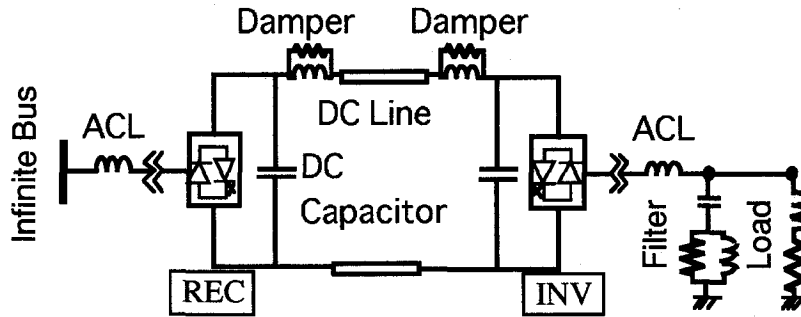 Damper
Damper
Infinite Bus
ACL
DC Line
ACL
DC
Capacitor
Filter
Load
REC
INV